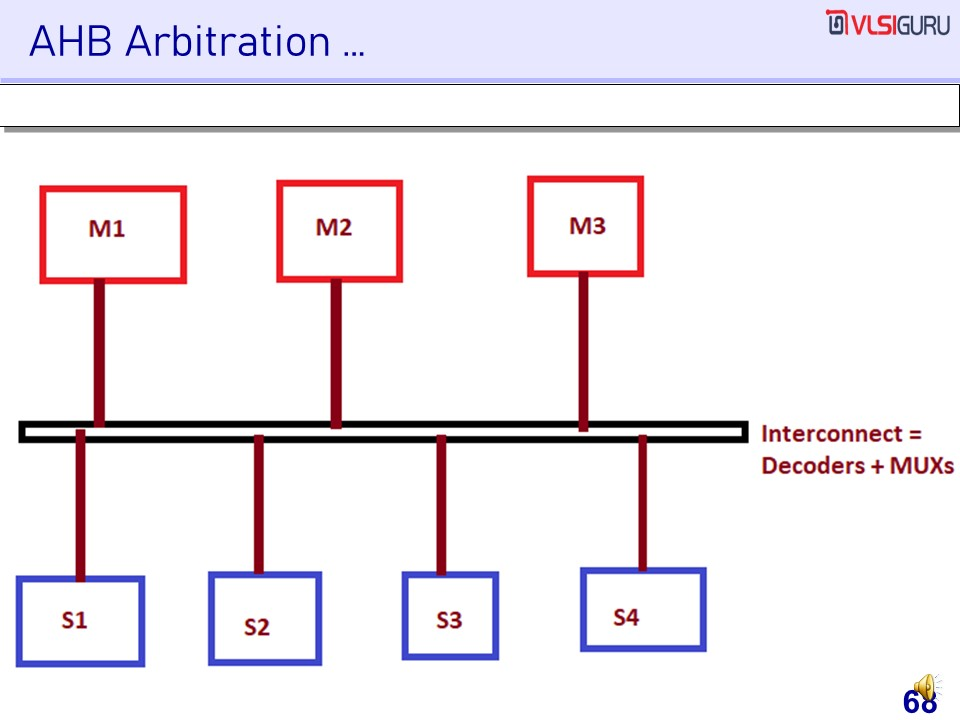 AHB Arbitration ...
VLSIGURU
M1
M2
M3
Interconnect =
Decoders + MUXs
S1
S2
S3
S4
68